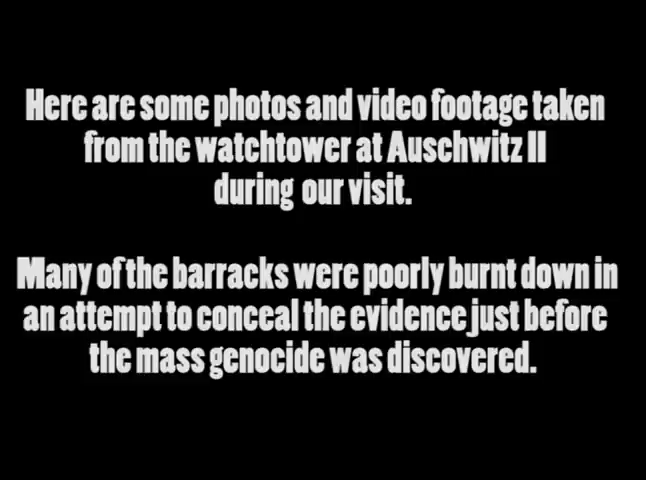 Here are some photos and video footage taken
from the watchtower at Auschwitz II
during our visit.
Many of the barracks were poorly burnt down in
an attempt to conceal the evidence just before
the mass genocide was discovered.